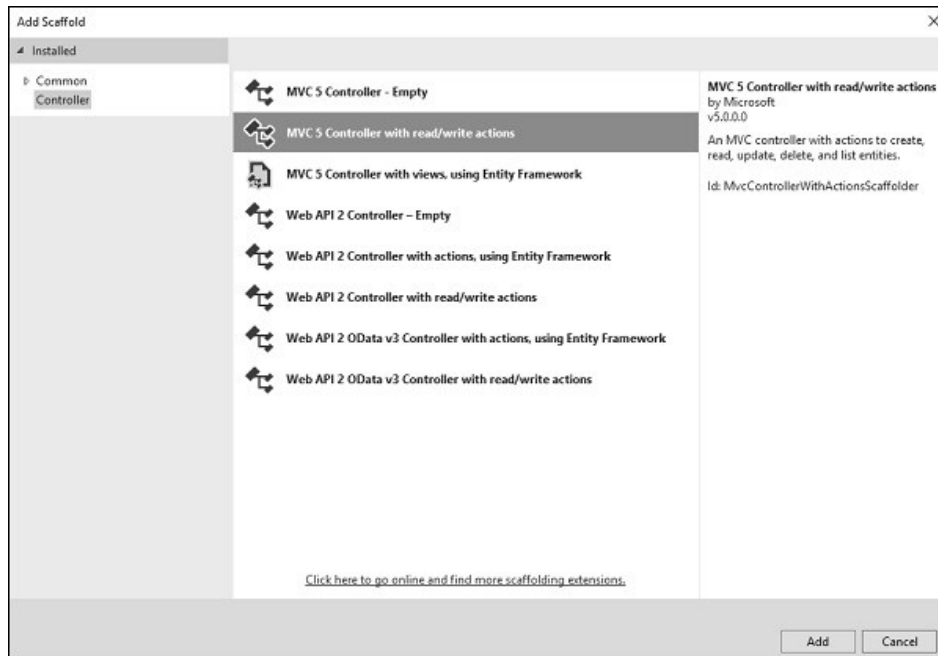 Add Scaffold
Installed
Common
Controller
MVC 5 Controller - Empty
MVC 5 Controller with read/write actions
MVC 5 Controller with views, using Entity Framework
Web API 2 Controller – Empty
Web API 2 Controller with actions, using Entity Framework
Web API 2 Controller with read/write actions
Web API 2 OData v3 Controller with actions, using Entity Framework
Web API 2 OData v3 Controller with read/write actions
Click here to go online and find more scaffolding extensions.
MVC 5 Controller with read/write actions
by Microsoft
v5.0.0.0
An MVC controller with actions to create,
read, update, delete, and list entities.
Id: MvcControllerWithActionsScaffolder
Add
Cancel